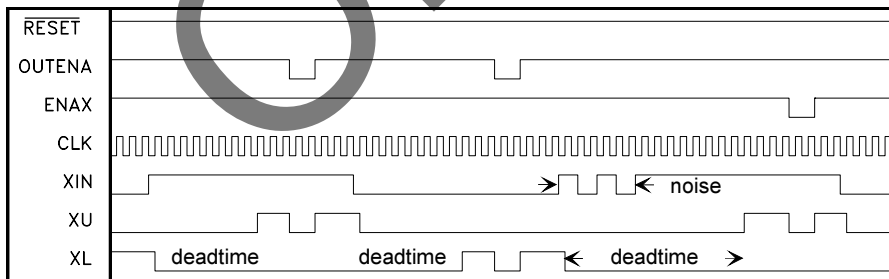 RESET
OUTENA
ENAX
CLK
XIN noise
XU
XL deadtime deadtime deadtime